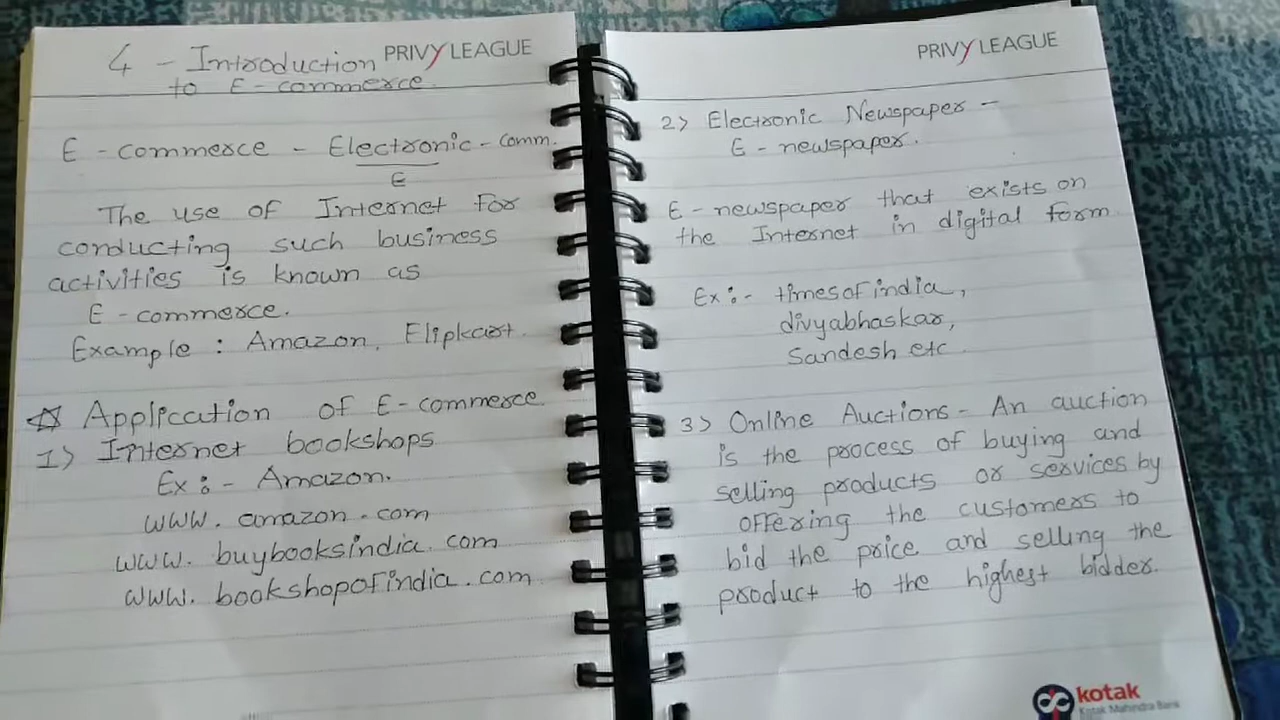 4 - Introduction PRIVY LEAGUE
to E-commerce
E-commerce - Electronic-comm.
E
The use of Internet for
conducting such business
activities is known as
E-commerce.
Example : Amazon, Flipkart.
☆ Application of E-commerce
1) Internet bookshops
Ex:- Amazon.
www.amazon.com
www.buybooksindia.com
www.bookshopofindia.com
PRIVY LEAGUE
2) Electronic Newspaper -
E-newspaper.
E-newspaper that exists on
the Internet in digital form
Ex:- timesofindia,
divyabhaskar,
Sandesh etc.
3) Online Auctions - An auction
is the process of buying and
selling products or services by
offering the customers to
bid the price and selling the
product to the highest bidder.
kotak
Kotak Mahindra Bank